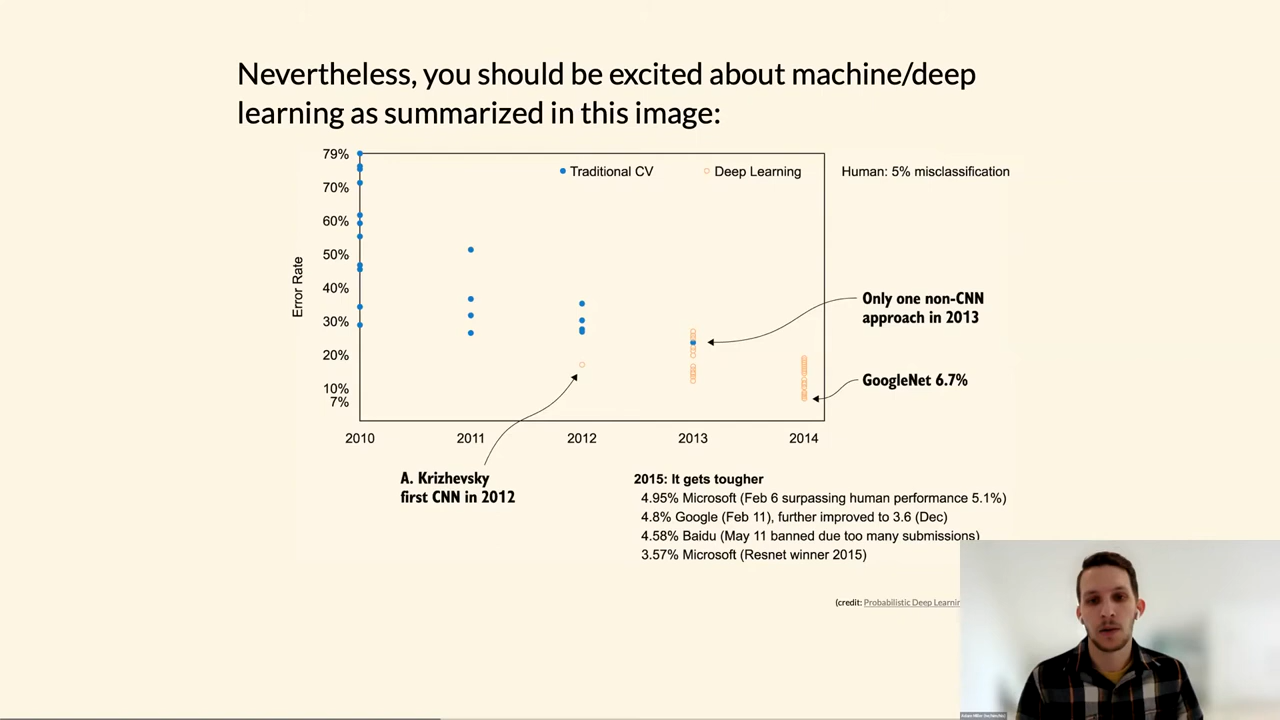 Nevertheless, you should be excited about machine/deep
learning as summarized in this image:
79%
70%
60%
50%
40%
30%
20%
10%
7%
Error Rate
Traditional CV
Deep Learning
Human: 5% misclassification
Only one non-CNN
approach in 2013
GoogleNet 6.7%
2010
2011
2012
2013
2014
A. Krizhevsky
first CNN in 2012
2015: It gets tougher
4.95% Microsoft (Feb 6 surpassing human performance 5.1%)
4.8% Google (Feb 11), further improved to 3.6 (Dec)
4.58% Baidu (May 11 banned due too many submissions)
3.57% Microsoft (Resnet winner 2015)
(credit: Probabilistic Deep